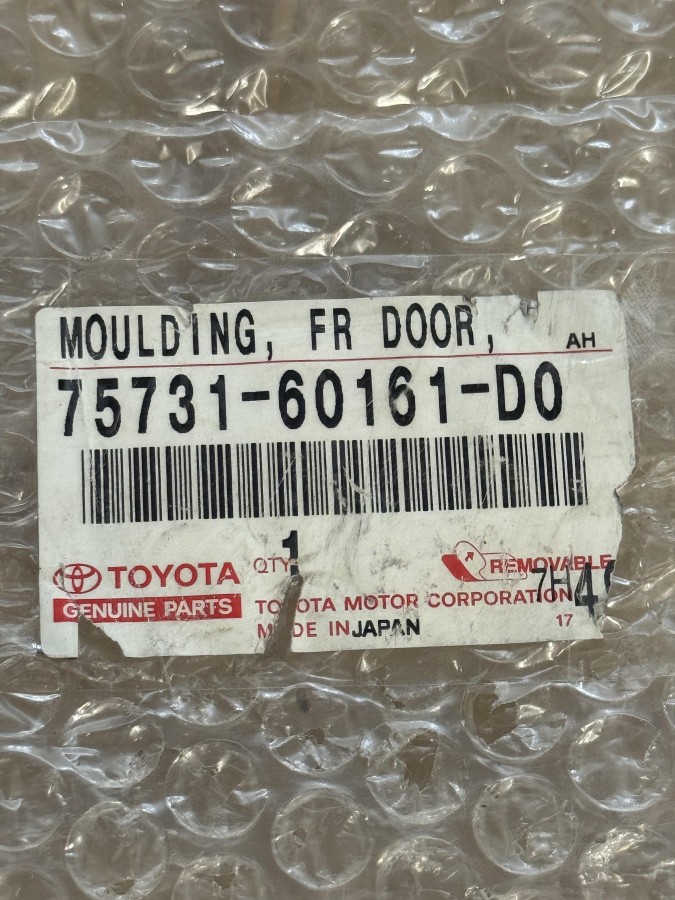 MOULDING, FR DOOR,
AH
75731-60161-D0
QTY 1
TOYOTA
REMOVABLE
GENUINE PARTS
TOYOTA MOTOR CORPORATION
MADE IN JAPAN
17